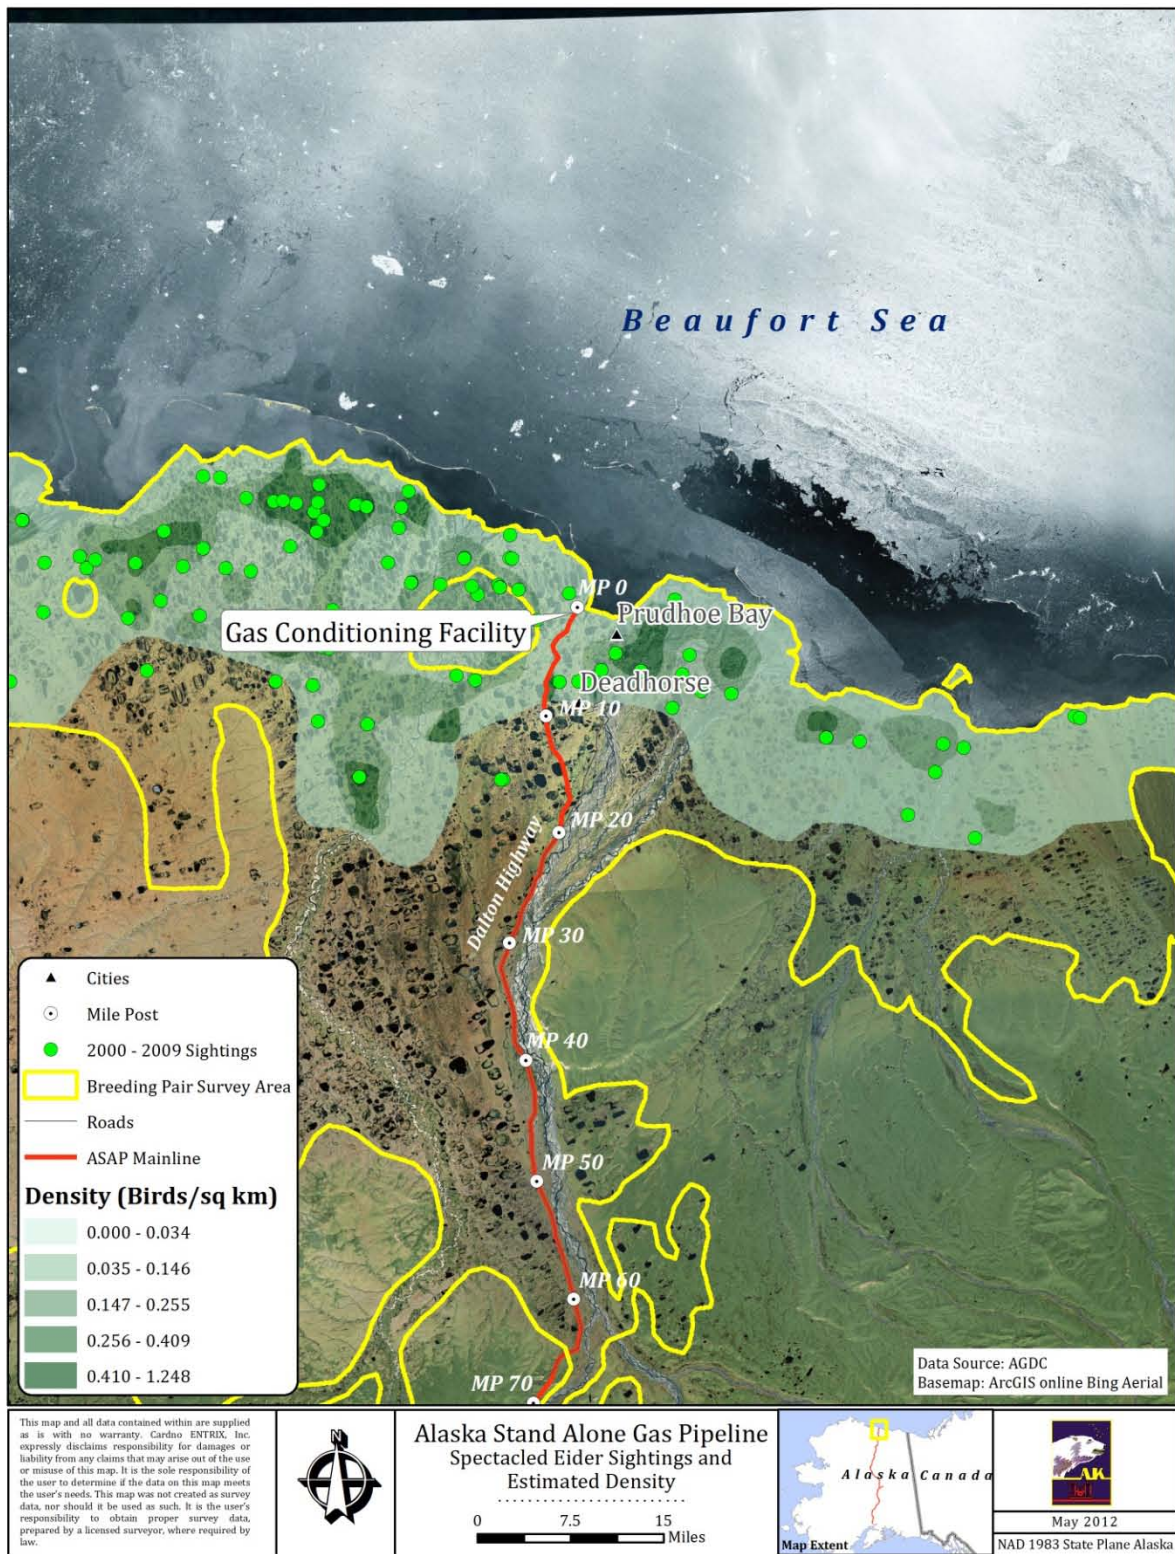 Beaufort Sea
MP 0
Prudhoe Bay
Gas Conditioning Facility
Deadhorse
MP 10
MP 20
Dalton Highway
MP 30
MP 40
MP 50
MP 60
MP 70
Cities
Mile Post
2000 - 2009 Sightings
Breeding Pair Survey Area
Roads
ASAP Mainline
Density (Birds/sq km)
0.000 - 0.034
0.035 - 0.146
0.147 - 0.255
0.256 - 0.409
0.410 - 1.248
Data Source: AGDC
Basemap: ArcGIS online Bing Aerial
This map and all data contained within are supplied
as is with no warranty. Cardno ENTRIX, Inc.
expressly disclaims responsibility for damages or
liability from any claims that may arise out of the use
or misuse of this map. It is the sole responsibility of
the user to determine if the data on this map meets
the user's needs. This map was not created as survey
data, nor should it be used as such. It is the user's
responsibility to obtain proper survey data,
prepared by a licensed surveyor, where required by
law.
N
Alaska Stand Alone Gas Pipeline
Spectacled Eider Sightings and
Estimated Density
0 7.5 15
Miles
Alaska Canada
Map Extent
AK
May 2012
NAD 1983 State Plane Alaska